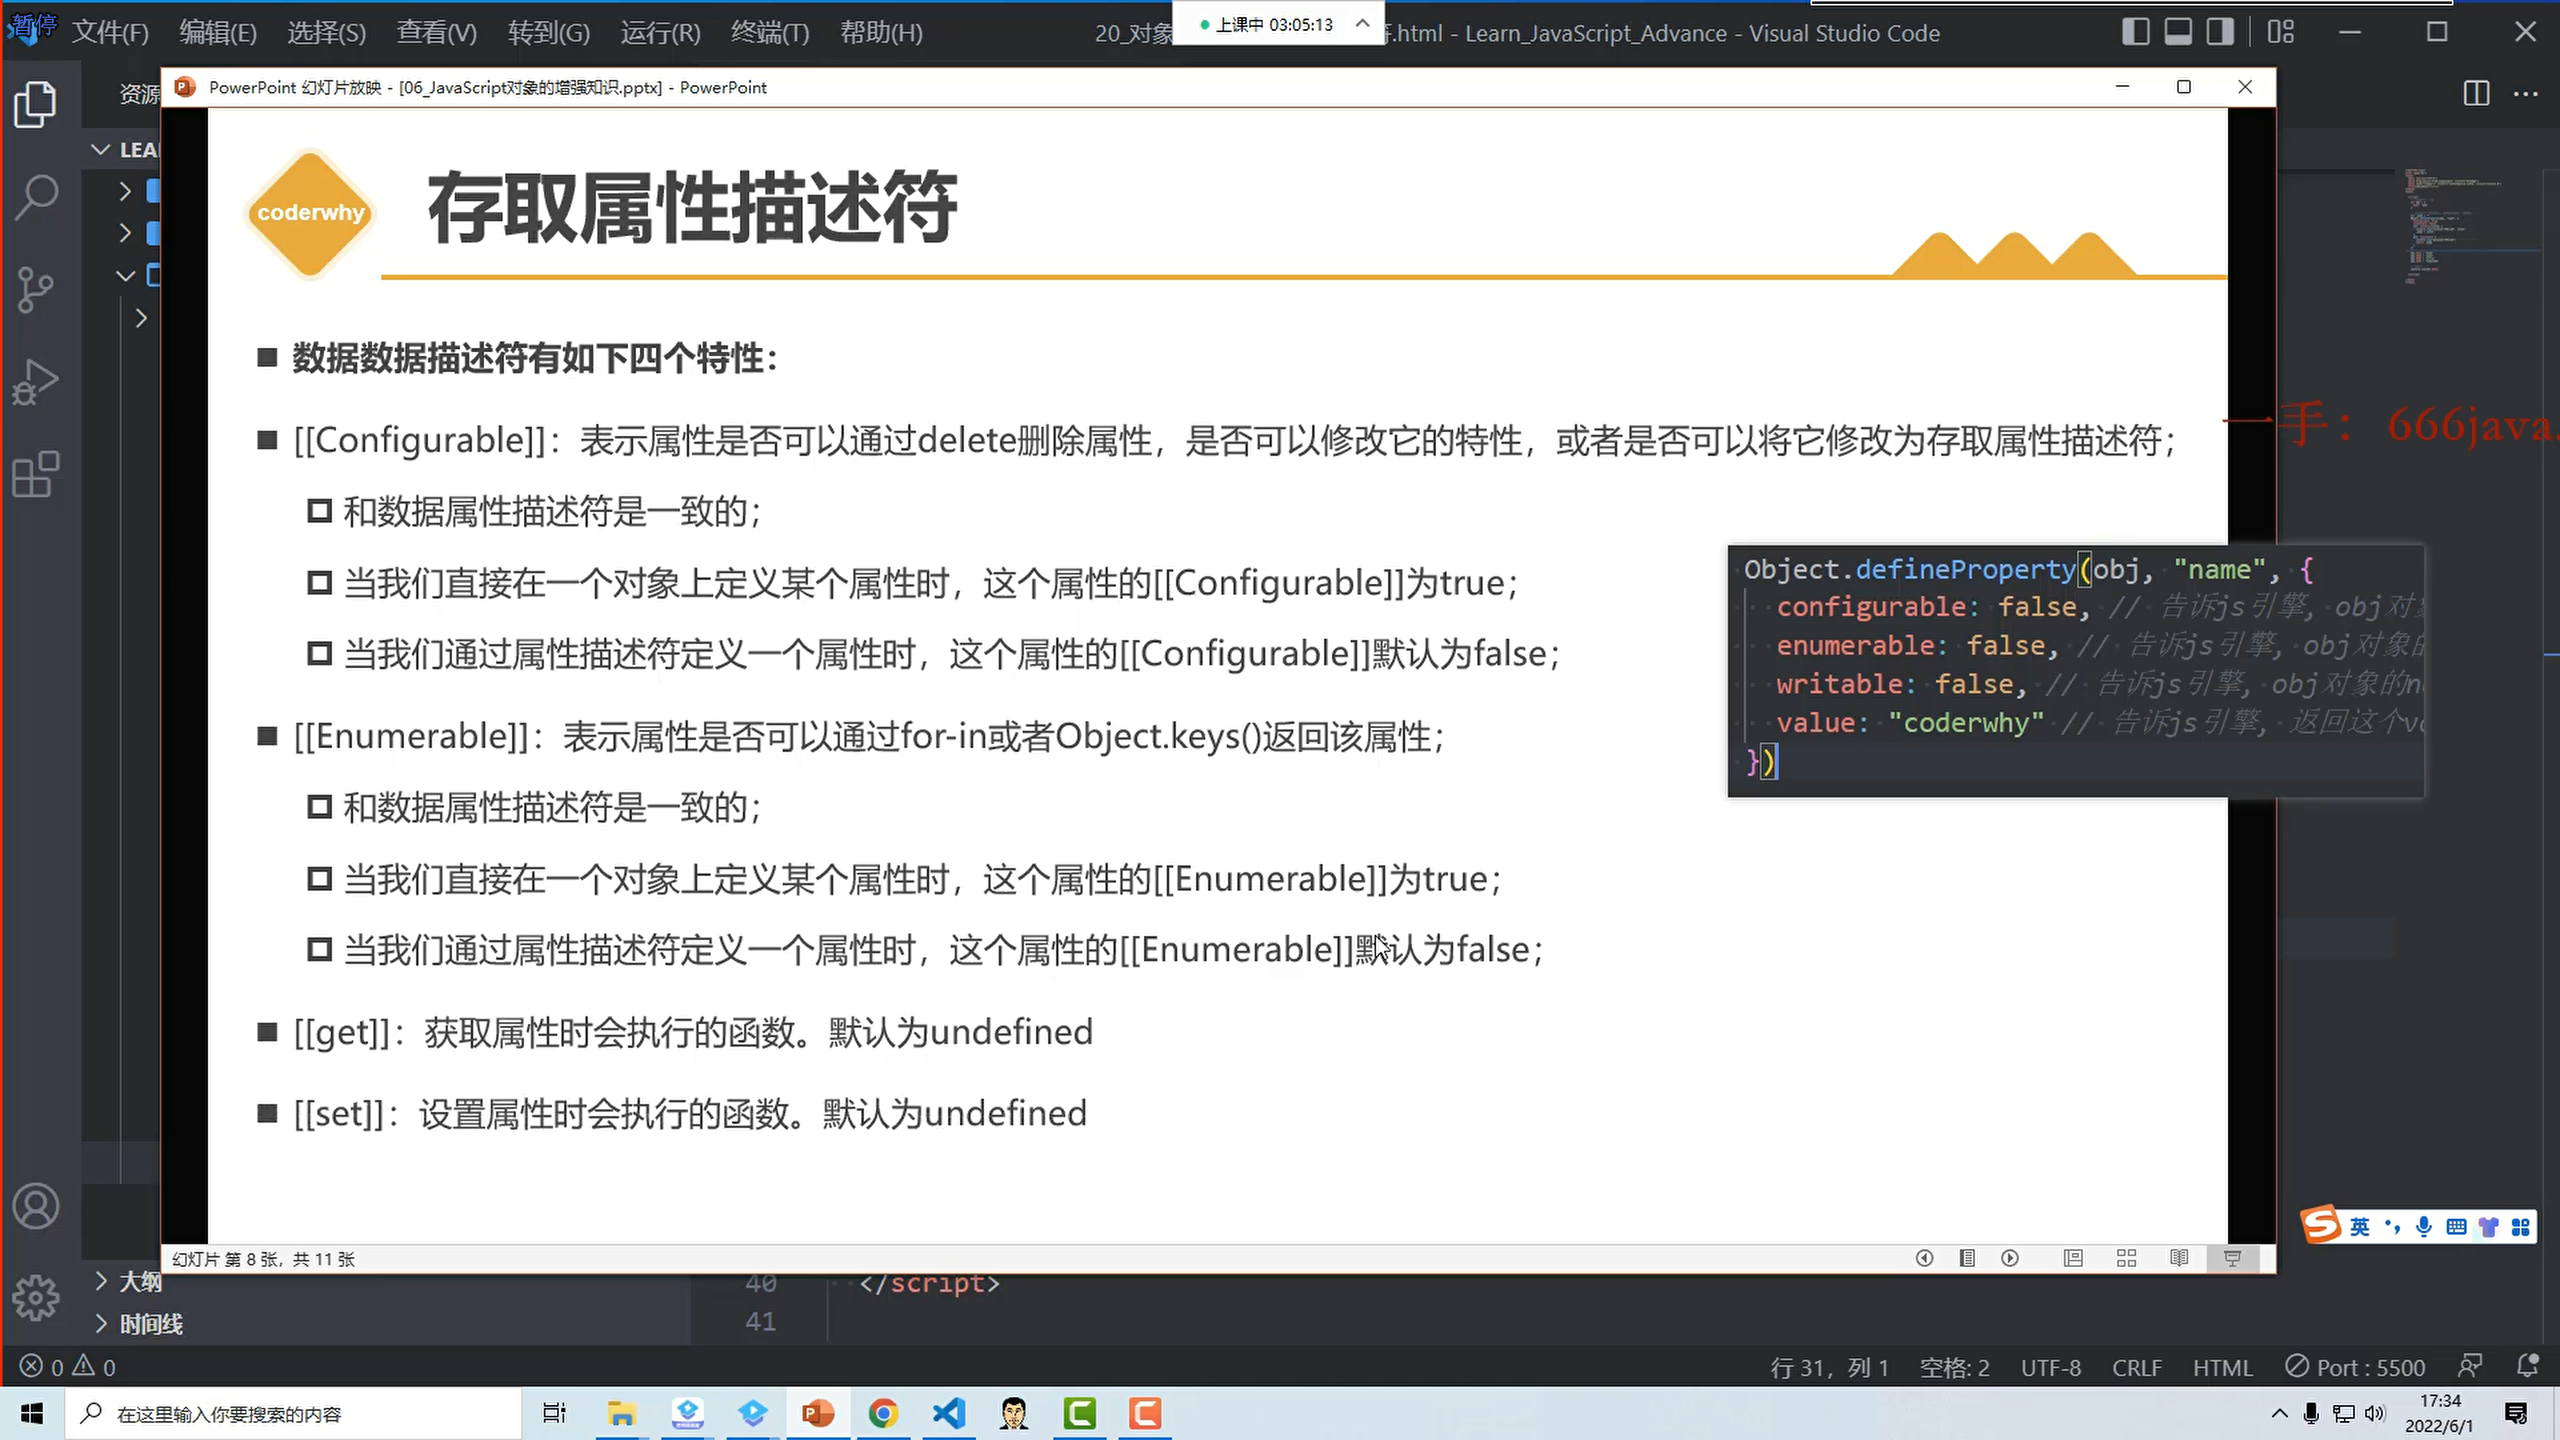 暂停
文件(F) 编辑(E) 选择(S) 查看(V) 转到(G) 运行(R) 终端(T) 帮助(H)
20_对象
上课中 03:05:13
.html - Learn_JavaScript_Advance - Visual Studio Code
资源
PowerPoint 幻灯片放映 - [06_JavaScript对象的增强知识.pptx] - PowerPoint
LEA
coderwhy
存取属性描述符
数据数据描述符有如下四个特性：
[[Configurable]]：表示属性是否可以通过delete删除属性，是否可以修改它的特性，或者是否可以将它修改为存取属性描述符；
一手：666java.
和数据属性描述符是一致的；
当我们直接在一个对象上定义某个属性时，这个属性的[[Configurable]]为true；
当我们通过属性描述符定义一个属性时，这个属性的[[Configurable]]默认为false；
[[Enumerable]]：表示属性是否可以通过for-in或者Object.keys()返回该属性；
和数据属性描述符是一致的；
当我们直接在一个对象上定义某个属性时，这个属性的[[Enumerable]]为true；
当我们通过属性描述符定义一个属性时，这个属性的[[Enumerable]]默认为false；
[[get]]：获取属性时会执行的函数。默认为undefined
[[set]]：设置属性时会执行的函数。默认为undefined
Object.defineProperty(obj, "name", {
configurable: false, // 告诉js引擎, obj对
enumerable: false, // 告诉js引擎, obj对象的
writable: false, // 告诉js引擎, obj对象的n
value: "coderwhy" // 告诉js引擎, 返回这个v
})
英
幻灯片 第 8 张，共 11 张
大纲
时间线
40 </script>
41
0 0
行 31，列 1 空格: 2 UTF-8 CRLF HTML Port : 5500
在这里输入你要搜索的内容
17:34
2022/6/1